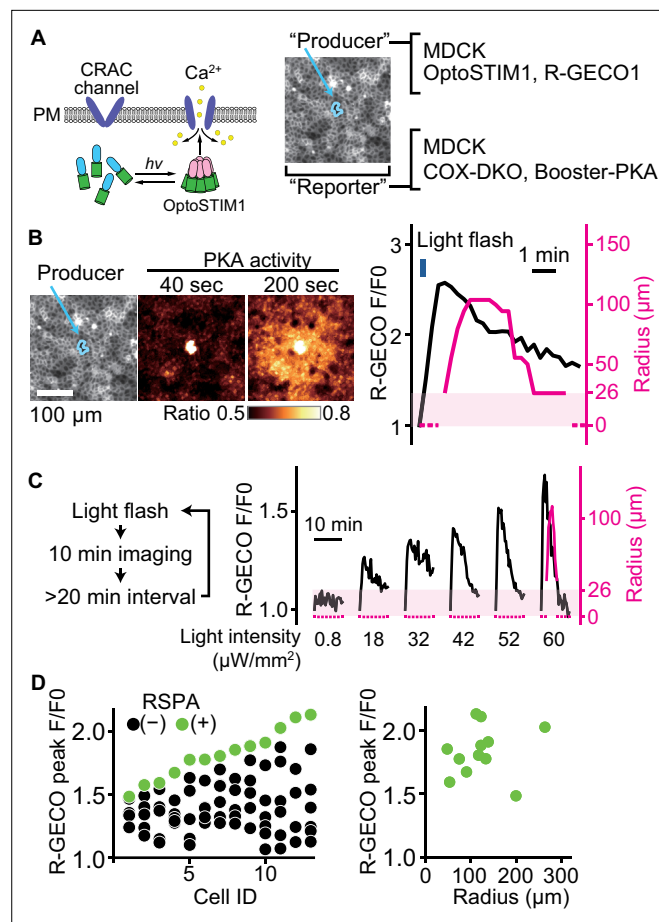 A
CRAC
channel
Ca2+
PM
hv
OptoSTIM1
"Producer"
"Reporter"
MDCK
OptoSTIM1, R-GECO1
MDCK
COX-DKO, Booster-PKA
B
Producer
PKA activity
40 sec
200 sec
100 μm
Ratio 0.5
0.8
R-GECO F/F0
3
2
1
Light flash
1 min
150
100
50
26
0
Radius (μm)
C
Light flash
10 min imaging
>20 min interval
R-GECO F/F0
1.5
1.0
10 min
100
26
0
Radius (μm)
Light intensity
(μW/mm2)
0.8
18
32
42
52
60
D
R-GECO peak F/F0
2.0
1.5
1.0
RSPA
(−)
(+)
5
10
Cell ID
R-GECO peak F/F0
2.0
1.5
1.0
0
100
200
300
Radius (μm)